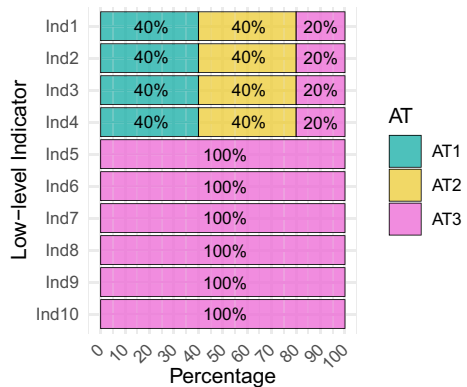 Ind1 40% 40% 20%
Ind2 40% 40% 20%
Ind3 40% 40% 20%
Ind4 40% 40% 20%
Ind5 100%
Ind6 100%
Ind7 100%
Ind8 100%
Ind9 100%
Ind10 100%
Low−level Indicator
0 10 20 30 40 50 60 70 80 90 100
Percentage
AT
AT1
AT2
AT3